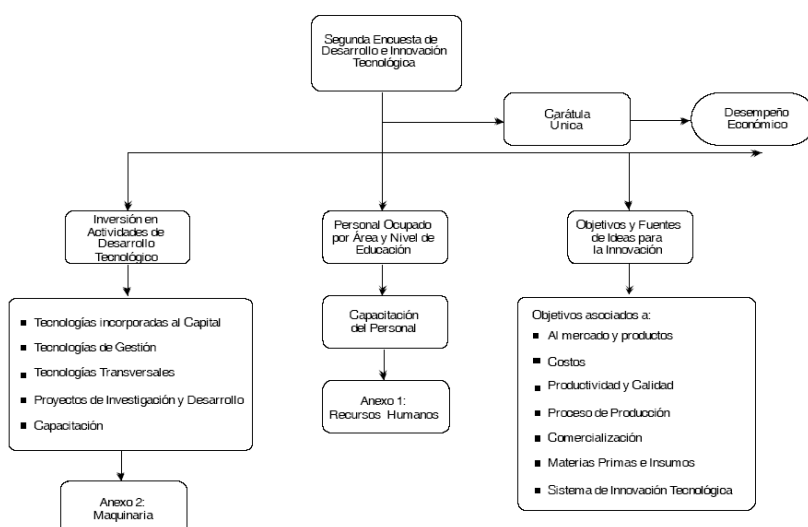 Segunda Encuesta de
Desarrollo e Innovación
Tecnológica
Carátula
Única
Desempeño
Económico
Inversión en
Actividades de
Desarrollo
Tecnológico
Personal Ocupado
por Área y Nivel de
Educación
Objetivos y Fuentes
de Ideas para
la Innovación
Tecnologías incorporadas al Capital
Tecnologías de Gestión
Tecnologías Transversales
Proyectos de Investigación y Desarrollo
Capacitación
Capacitación
del Personal
Anexo 1:
Recursos Humanos
Objetivos asociados a:
Al mercado y productos
Costos
Productividad y Calidad
Proceso de Producción
Comercialización
Materias Primas e Insumos
Sistema de Innovación Tecnológica
Anexo 2:
Maquinaria